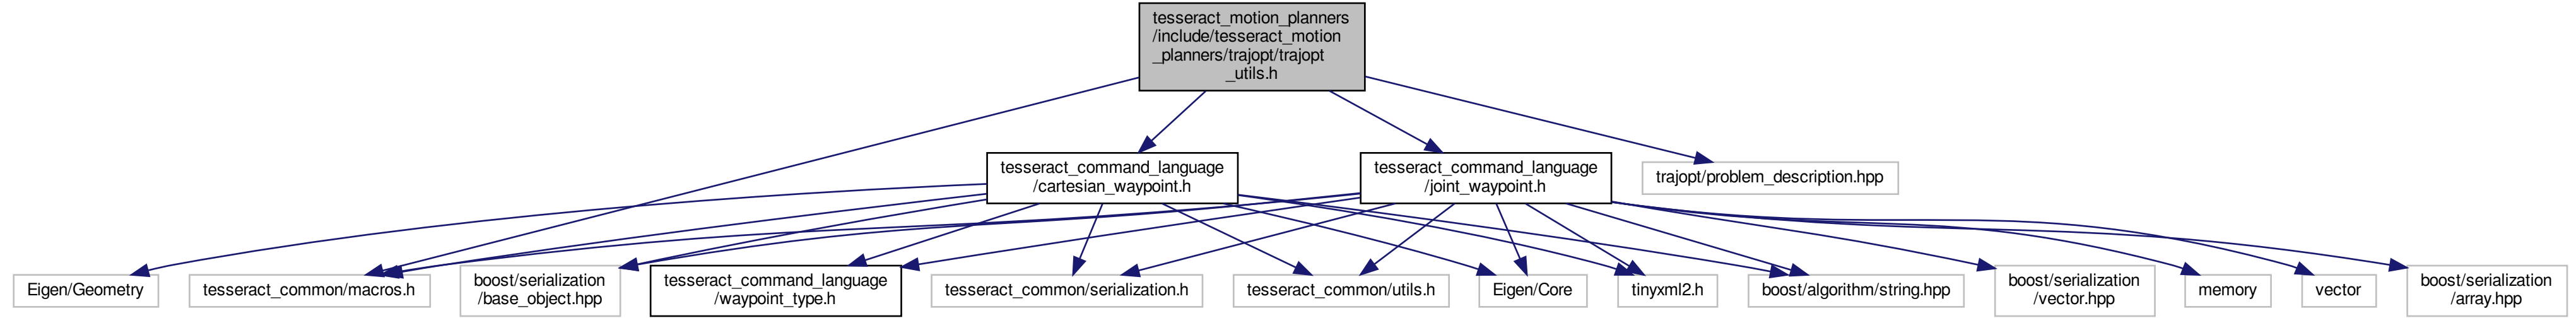 tesseract_motion_planners
/include/tesseract_motion
_planners/trajopt/trajopt
_utils.h
tesseract_command_language
/cartesian_waypoint.h
tesseract_command_language
/joint_waypoint.h
trajopt/problem_description.hpp
Eigen/Geometry
tesseract_common/macros.h
boost/serialization
/base_object.hpp
tesseract_command_language
/waypoint_type.h
tesseract_common/serialization.h
tesseract_common/utils.h
Eigen/Core
tinyxml2.h
boost/algorithm/string.hpp
boost/serialization
/vector.hpp
memory
vector
boost/serialization
/array.hpp